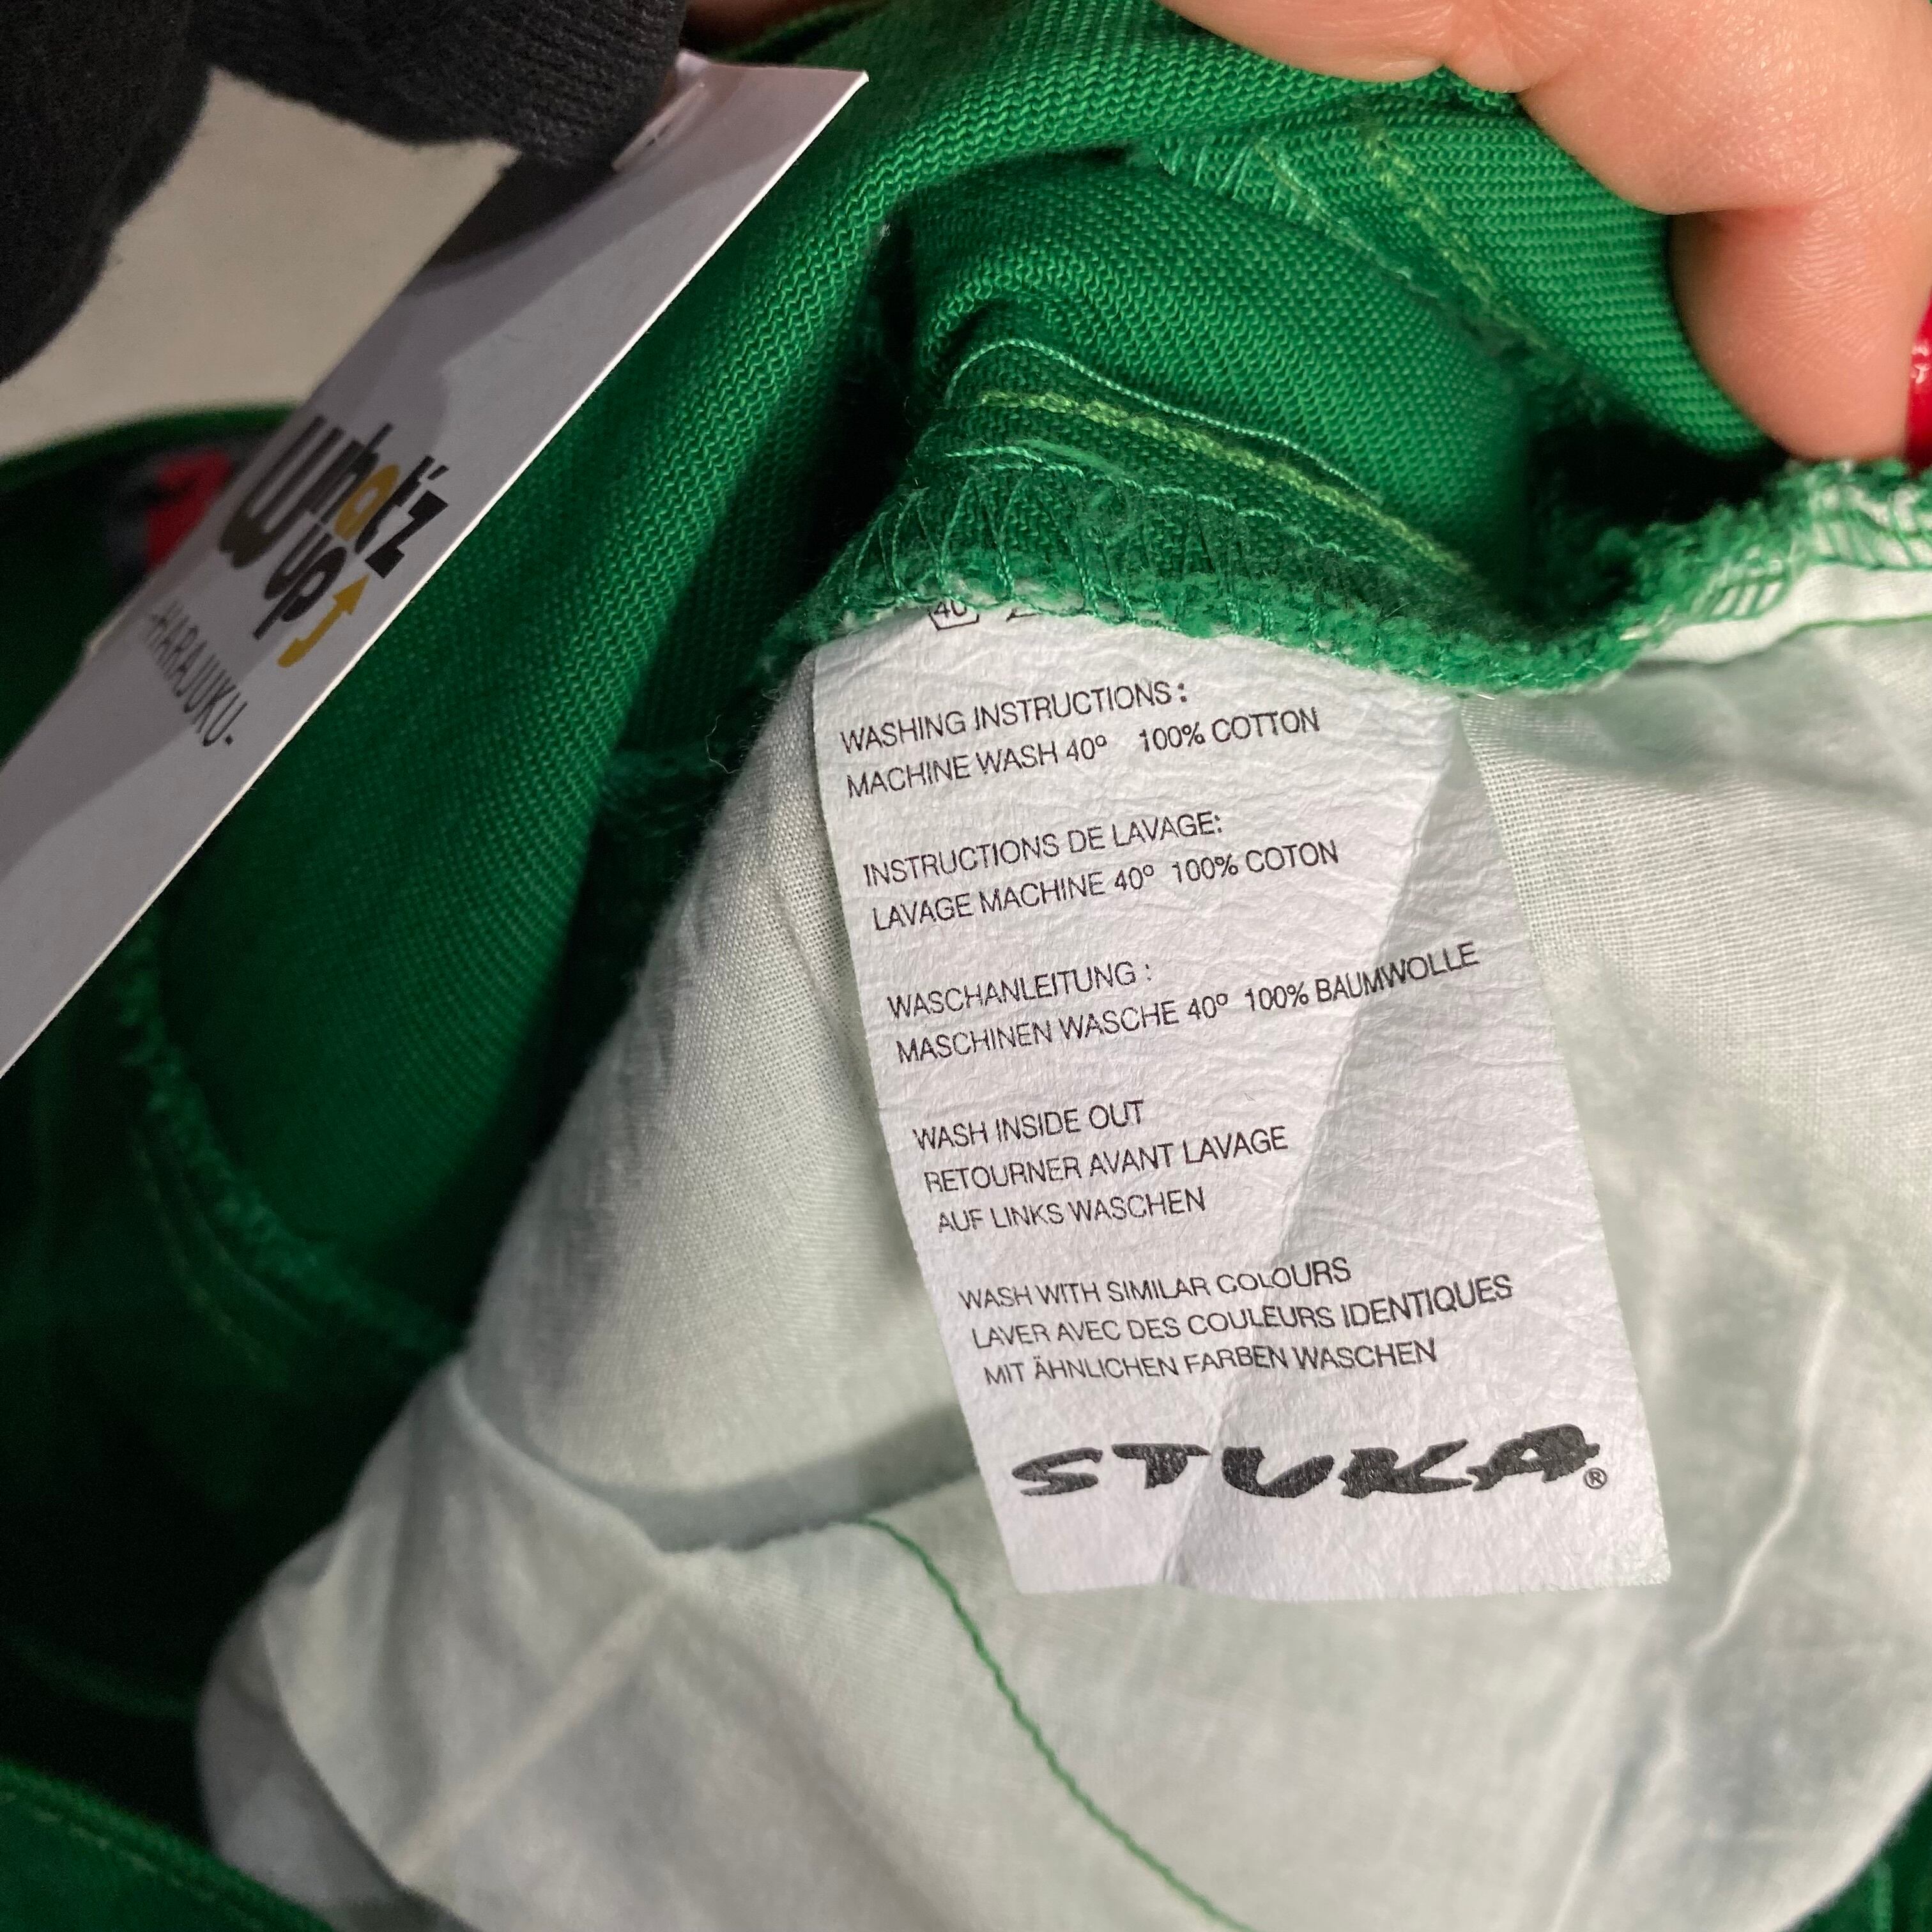 What'z
up
-HARAJUKU-
40
WASHING INSTRUCTIONS :
MACHINE WASH 40° 100% COTTON
INSTRUCTIONS DE LAVAGE:
LAVAGE MACHINE 40° 100% COTON
WASCHANLEITUNG :
MASCHINEN WASCHE 40° 100% BAUMWOLLE
WASH INSIDE OUT
RETOURNER AVANT LAVAGE
AUF LINKS WASCHEN
WASH WITH SIMILAR COLOURS
LAVER AVEC DES COULEURS IDENTIQUES
MIT ÄHNLICHEN FARBEN WASCHEN
STUKA®